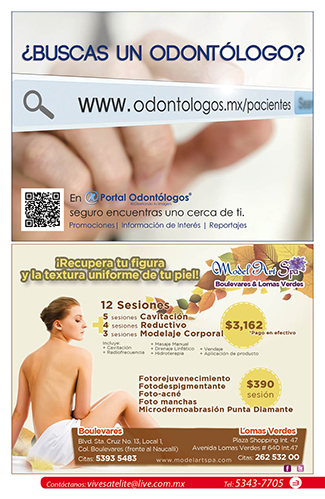 ¿BUSCAS UN ODONTÓLOGO?
www.odontologos.mx/pacientes
En Portal Odontólogos®
seguro encuentras uno cerca de ti.
Promociones| Información de Interés | Reportajes
¡Recupera tu figura
y la textura uniforme de tu piel!
Model Art Spa
Boulevares & Lomas Verdes
12 Sesiones
5 sesiones Cavitación
+ 4 sesiones Reductivo
3 sesiones Modelaje Corporal
$3,162
*Pago en efectivo
Incluye:
+ Cavitación
+ Radiofrecuencia
+ Masaje Manual
+ Drenaje Linfático
+ Hidroterapia
+ Vendaje
+ Aplicación de producto
Fotorejuvenecimiento
Fotodespigmentante
Foto-acné
Foto manchas
Microdermoabrasión Punta Diamante
$390
sesión
Boulevares
Blvd. Sta. Cruz No. 13, Local 1,
Col. Boulevares (frente al Naucalli)
Citas: 5393 5483
Lomas Verdes
Plaza Shopping Int. 47
Avenida Lomas Verdes # 640 Int.47
Citas: 262 532 00
www.modelartspa.com
Contáctanos: vivesatelite@live.com.mx
Tel: 5343-7705